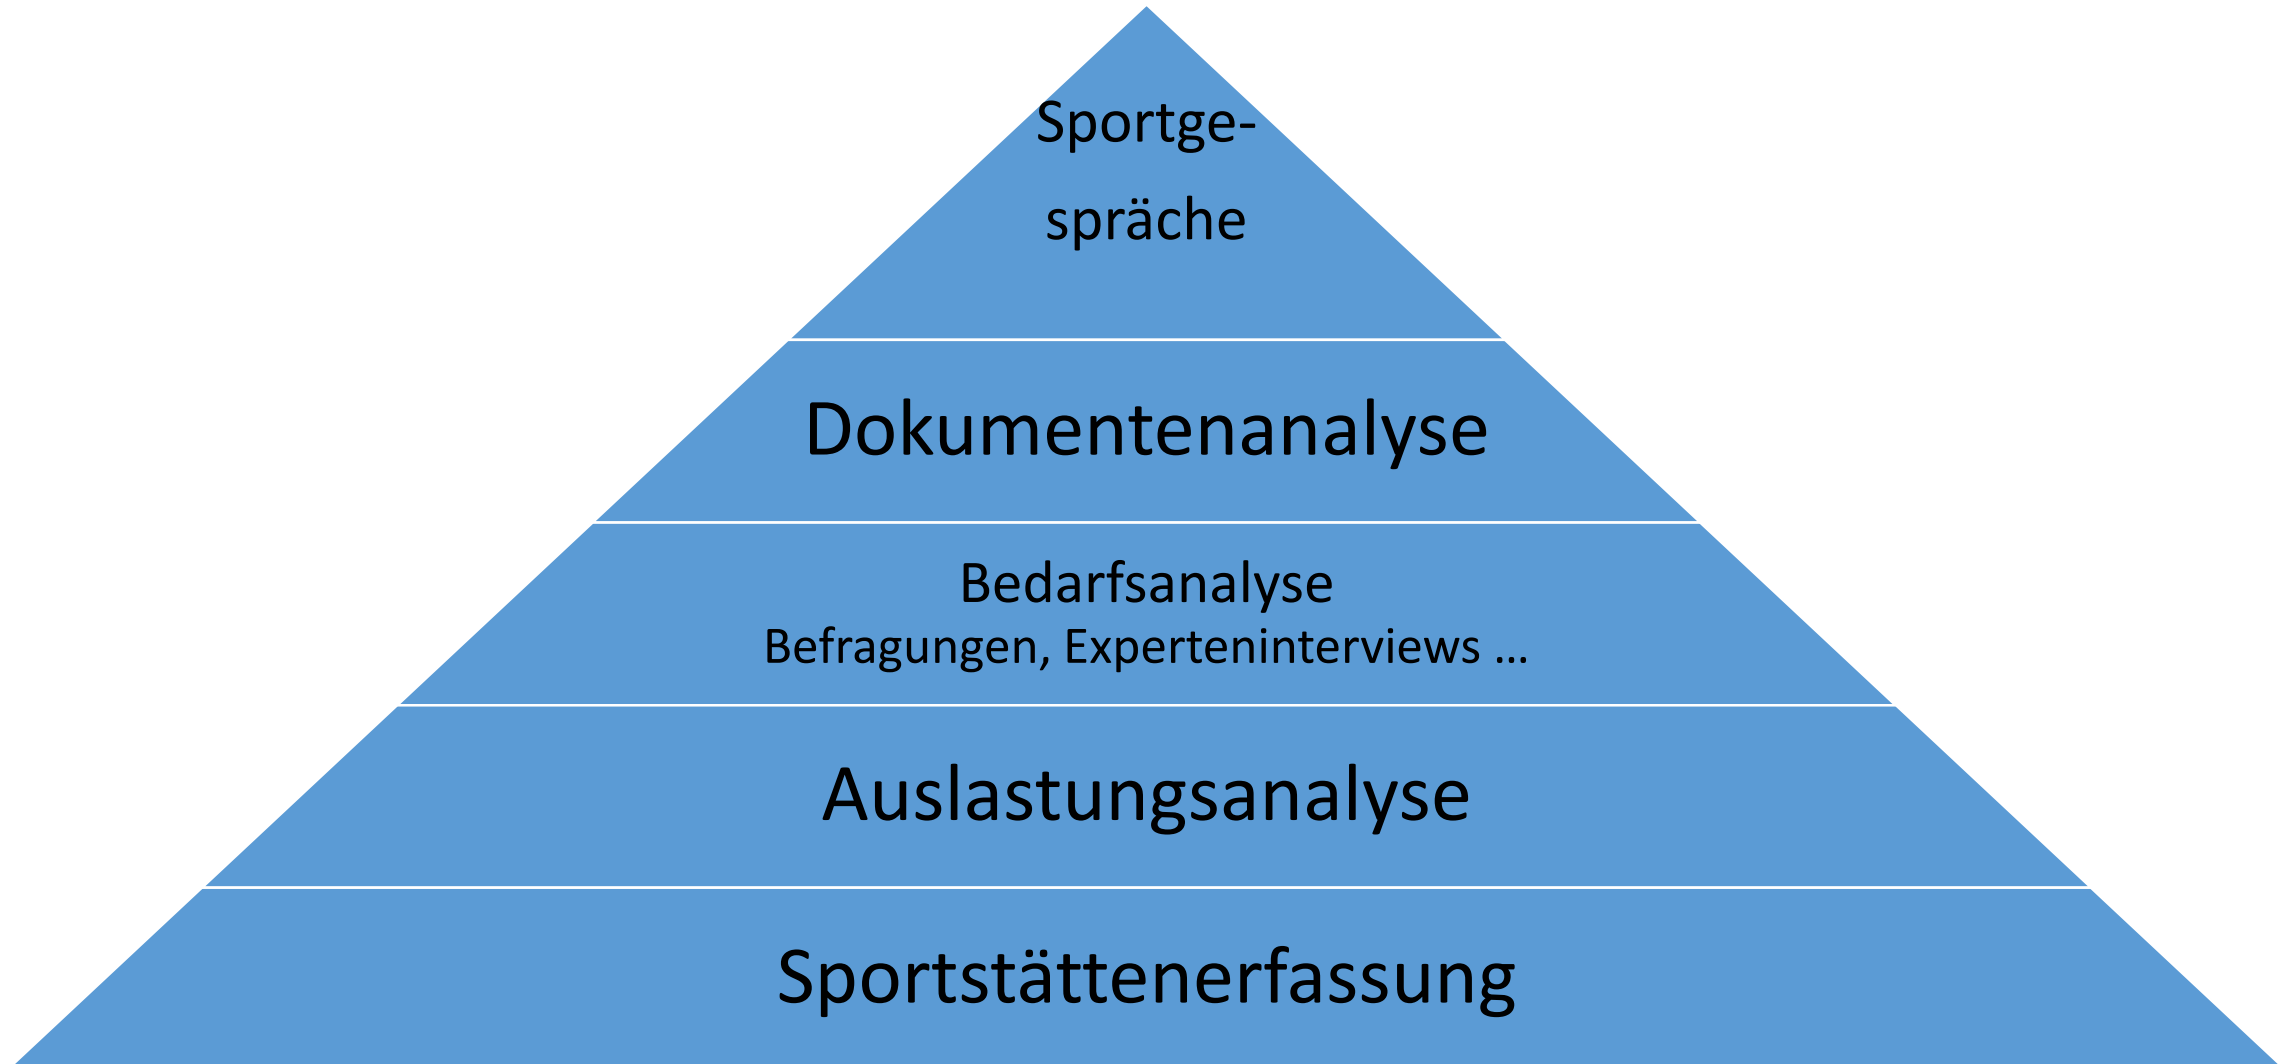 Sportge-
spräche
Dokumentenanalyse
Bedarfsanalyse
Befragungen, Experteninterviews ...
Auslastungsanalyse
Sportstättenerfassung